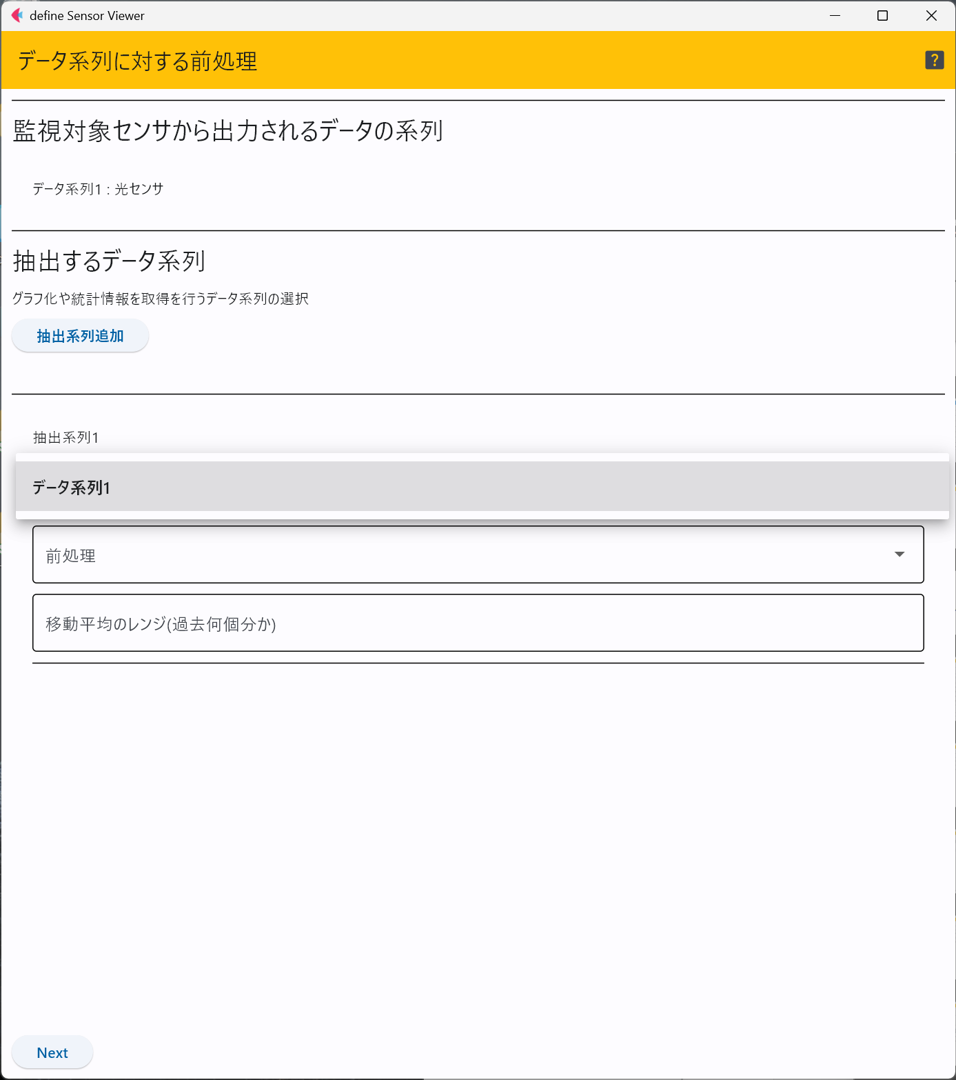 define Sensor Viewer
データ系列に対する前処理
?
監視対象センサから出力されるデータの系列
データ系列1 : 光センサ
抽出するデータ系列
グラフ化や統計情報を取得を行うデータ系列の選択
抽出系列追加
抽出系列1
データ系列1
前処理
移動平均のレンジ(過去何個分か)
Next